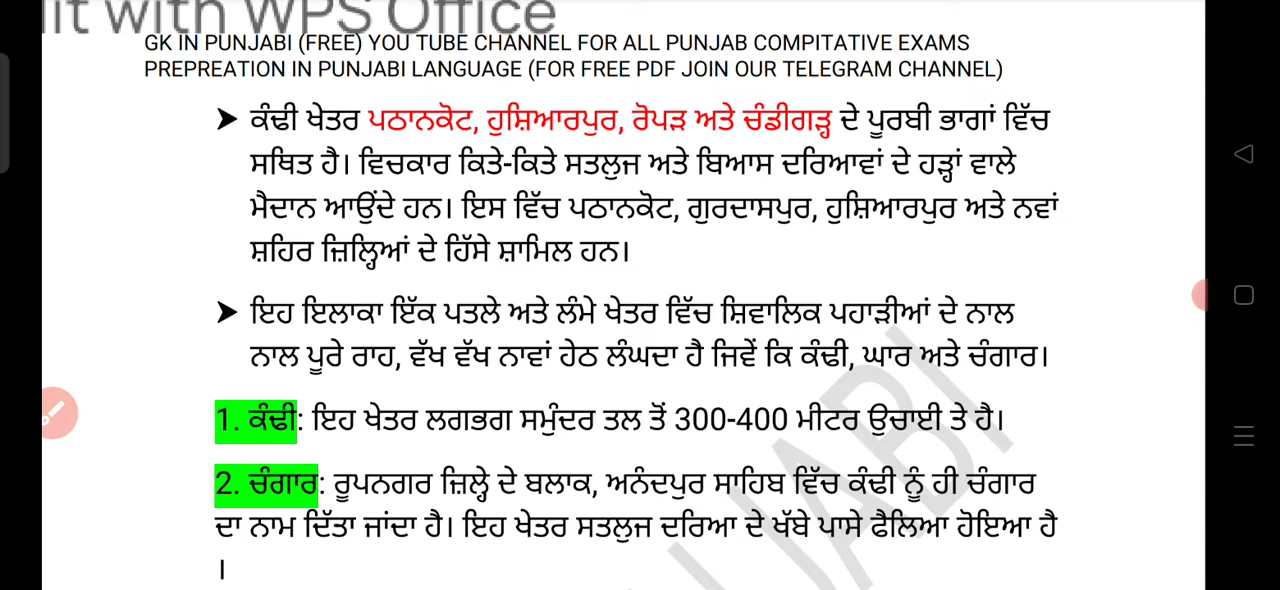 it with WPS Office
GK IN PUNJABI (FREE) YOU TUBE CHANNEL FOR ALL PUNJAB COMPITATIVE EXAMS
PREPREATION IN PUNJABI LANGUAGE (FOR FREE PDF JOIN OUR TELEGRAM CHANNEL)
➤ ਕੰਢੀ ਖੇਤਰ ਪਠਾਨਕੋਟ, ਹੁਸ਼ਿਆਰਪੁਰ, ਰੋਪੜ ਅਤੇ ਚੰਡੀਗੜ੍ਹ ਦੇ ਪੂਰਬੀ ਭਾਗਾਂ ਵਿੱਚ
ਸਥਿਤ ਹੈ। ਵਿਚਕਾਰ ਕਿਤੇ-ਕਿਤੇ ਸਤਲੁਜ ਅਤੇ ਬਿਆਸ ਦਰਿਆਵਾਂ ਦੇ ਹੜ੍ਹਾਂ ਵਾਲੇ
ਮੈਦਾਨ ਆਉਂਦੇ ਹਨ। ਇਸ ਵਿੱਚ ਪਠਾਨਕੋਟ, ਗੁਰਦਾਸਪੁਰ, ਹੁਸ਼ਿਆਰਪੁਰ ਅਤੇ ਨਵਾਂ
ਸ਼ਹਿਰ ਜ਼ਿਲ੍ਹਿਆਂ ਦੇ ਹਿੱਸੇ ਸ਼ਾਮਿਲ ਹਨ।
➤ ਇਹ ਇਲਾਕਾ ਇੱਕ ਪਤਲੇ ਅਤੇ ਲੰਮੇ ਖੇਤਰ ਵਿੱਚ ਸ਼ਿਵਾਲਿਕ ਪਹਾੜੀਆਂ ਦੇ ਨਾਲ
ਨਾਲ ਪੂਰੇ ਰਾਹ, ਵੱਖ ਵੱਖ ਨਾਵਾਂ ਹੇਠ ਲੰਘਦਾ ਹੈ ਜਿਵੇਂ ਕਿ ਕੰਢੀ, ਘਾਰ ਅਤੇ ਚੰਗਾਰ।
1. ਕੰਢੀ: ਇਹ ਖੇਤਰ ਲਗਭਗ ਸਮੁੰਦਰ ਤਲ ਤੋਂ 300-400 ਮੀਟਰ ਉਚਾਈ ਤੇ ਹੈ।
2. ਚੰਗਾਰ: ਰੂਪਨਗਰ ਜ਼ਿਲ੍ਹੇ ਦੇ ਬਲਾਕ, ਅਨੰਦਪੁਰ ਸਾਹਿਬ ਵਿੱਚ ਕੰਢੀ ਨੂੰ ਹੀ ਚੰਗਾਰ
ਦਾ ਨਾਮ ਦਿੱਤਾ ਜਾਂਦਾ ਹੈ। ਇਹ ਖੇਤਰ ਸਤਲੁਜ ਦਰਿਆ ਦੇ ਖੱਬੇ ਪਾਸੇ ਫੈਲਿਆ ਹੋਇਆ ਹੈ
।